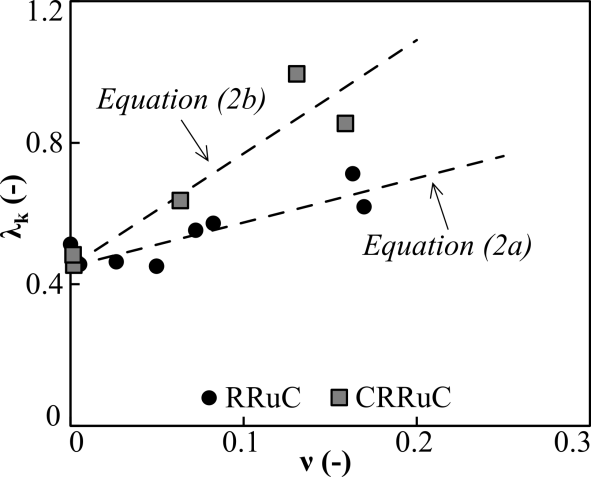 1.2
Equation (2b)
0.8
λk (-)
Equation (2a)
0.4
RRuC
CRRuC
0
0
0.1
0.2
0.3
ν (-)